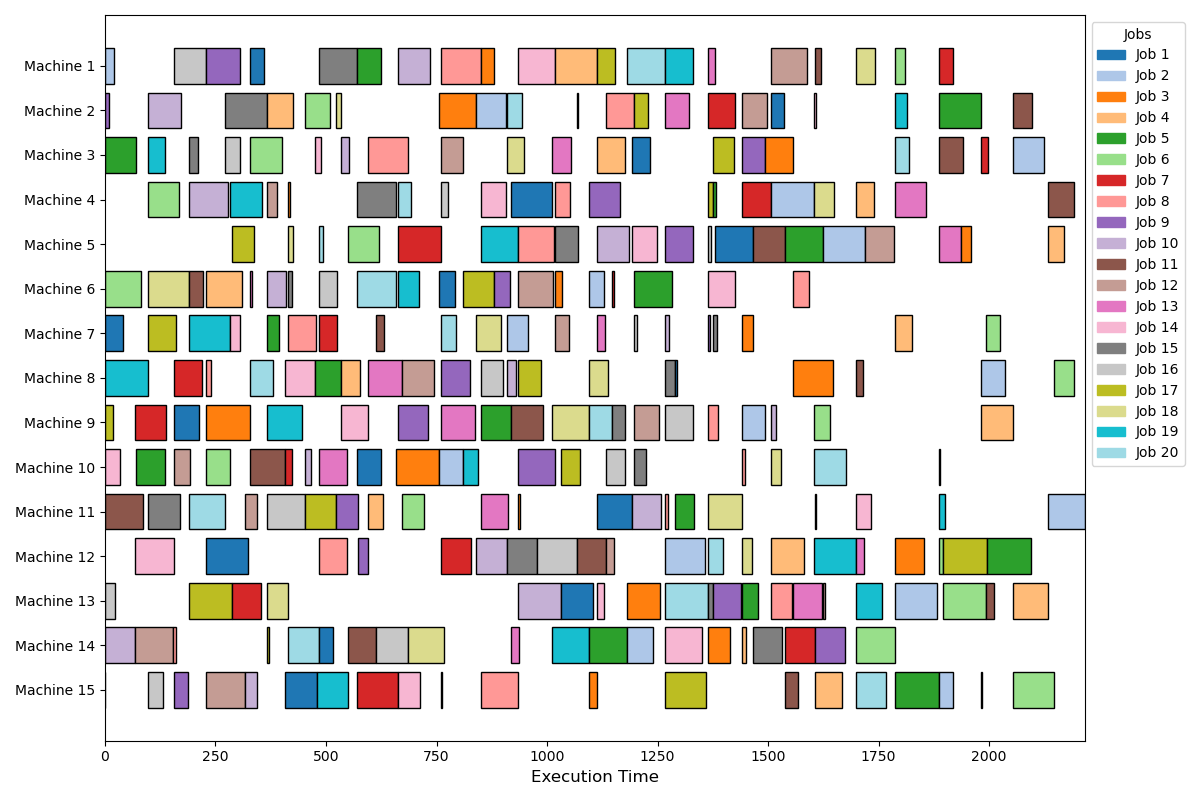 Machine 1
Machine 2
Machine 3
Machine 4
Machine 5
Machine 6
Machine 7
Machine 8
Machine 9
Machine 10
Machine 11
Machine 12
Machine 13
Machine 14
Machine 15
0 250 500 750 1000 1250 1500 1750 2000
Execution Time
Jobs
Job 1
Job 2
Job 3
Job 4
Job 5
Job 6
Job 7
Job 8
Job 9
Job 10
Job 11
Job 12
Job 13
Job 14
Job 15
Job 16
Job 17
Job 18
Job 19
Job 20